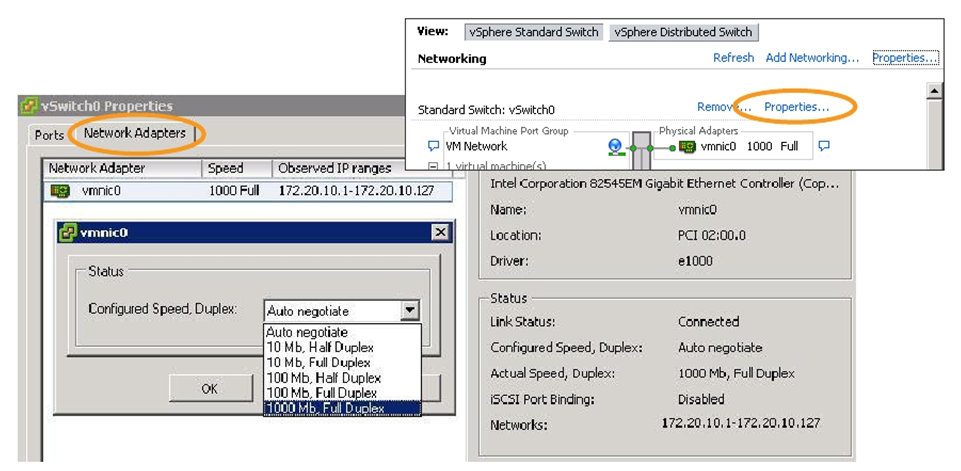 View: vSphere Standard Switch vSphere Distributed Switch
Networking Refresh Add Networking... Properties...
Standard Switch: vSwitch0 Remove... Properties...
Virtual Machine Port Group Physical Adapters
VM Network vmnic0 1000 Full
1 virtual machine(s)
vSwitch0 Properties
Ports Network Adapters
Network Adapter Speed Observed IP ranges
vmnic0 1000 Full 172.20.10.1-172.20.10.127
vmnic0
Status
Configured Speed, Duplex: Auto negotiate
Auto negotiate
10 Mb, Half Duplex
10 Mb, Full Duplex
100 Mb, Half Duplex
100 Mb, Full Duplex
1000 Mb, Full Duplex
OK
Intel Corporation 82545EM Gigabit Ethernet Controller (Cop...
Name: vmnic0
Location: PCI 02:00.0
Driver: e1000
Status
Link Status: Connected
Configured Speed, Duplex: Auto negotiate
Actual Speed, Duplex: 1000 Mb, Full Duplex
iSCSI Port Binding: Disabled
Networks: 172.20.10.1-172.20.10.127